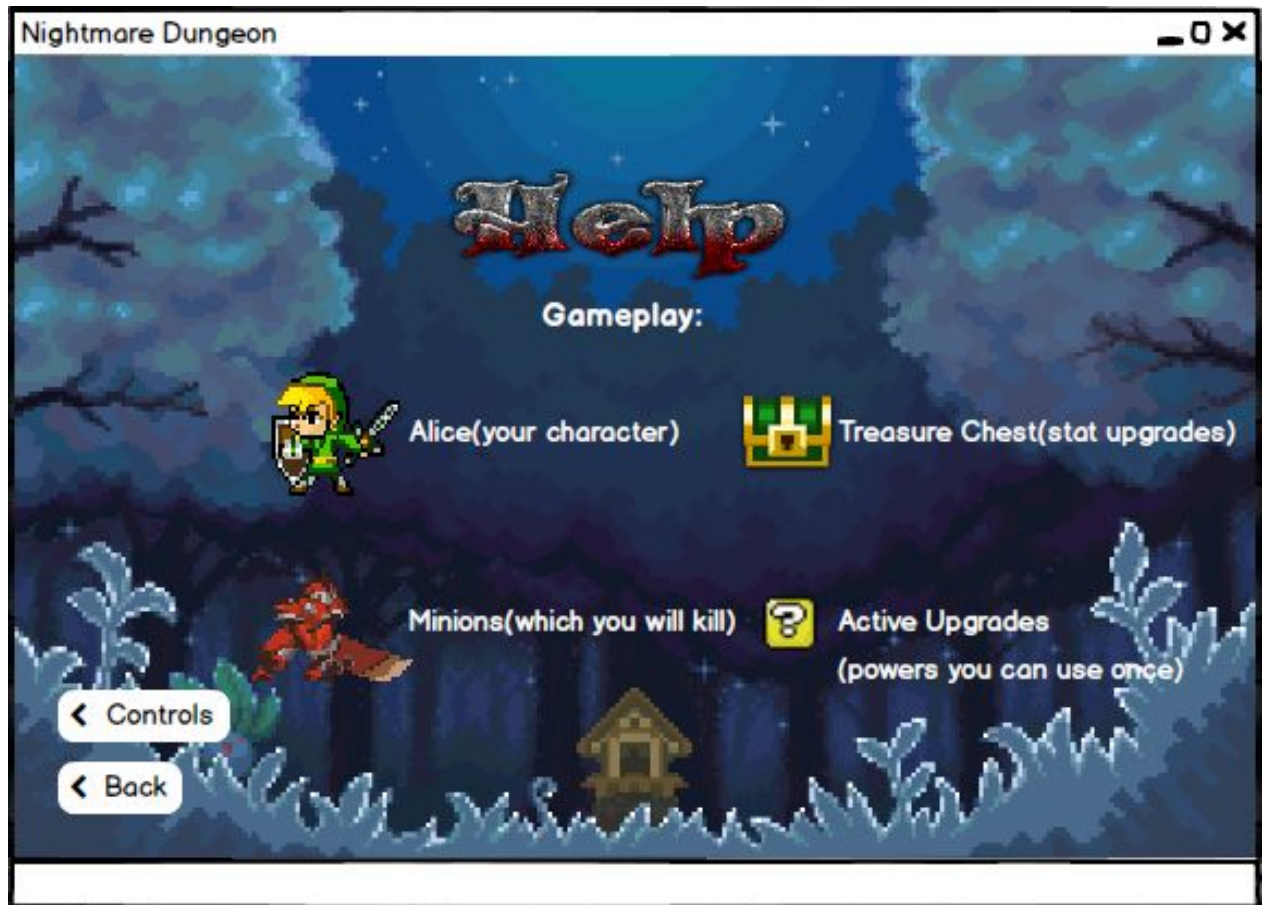 Nightmare Dungeon
Help
Gameplay:
Alice(your character)
Treasure Chest(stat upgrades)
Minions(which you will kill)
?
Active Upgrades
(powers you can use once)
Controls
Back